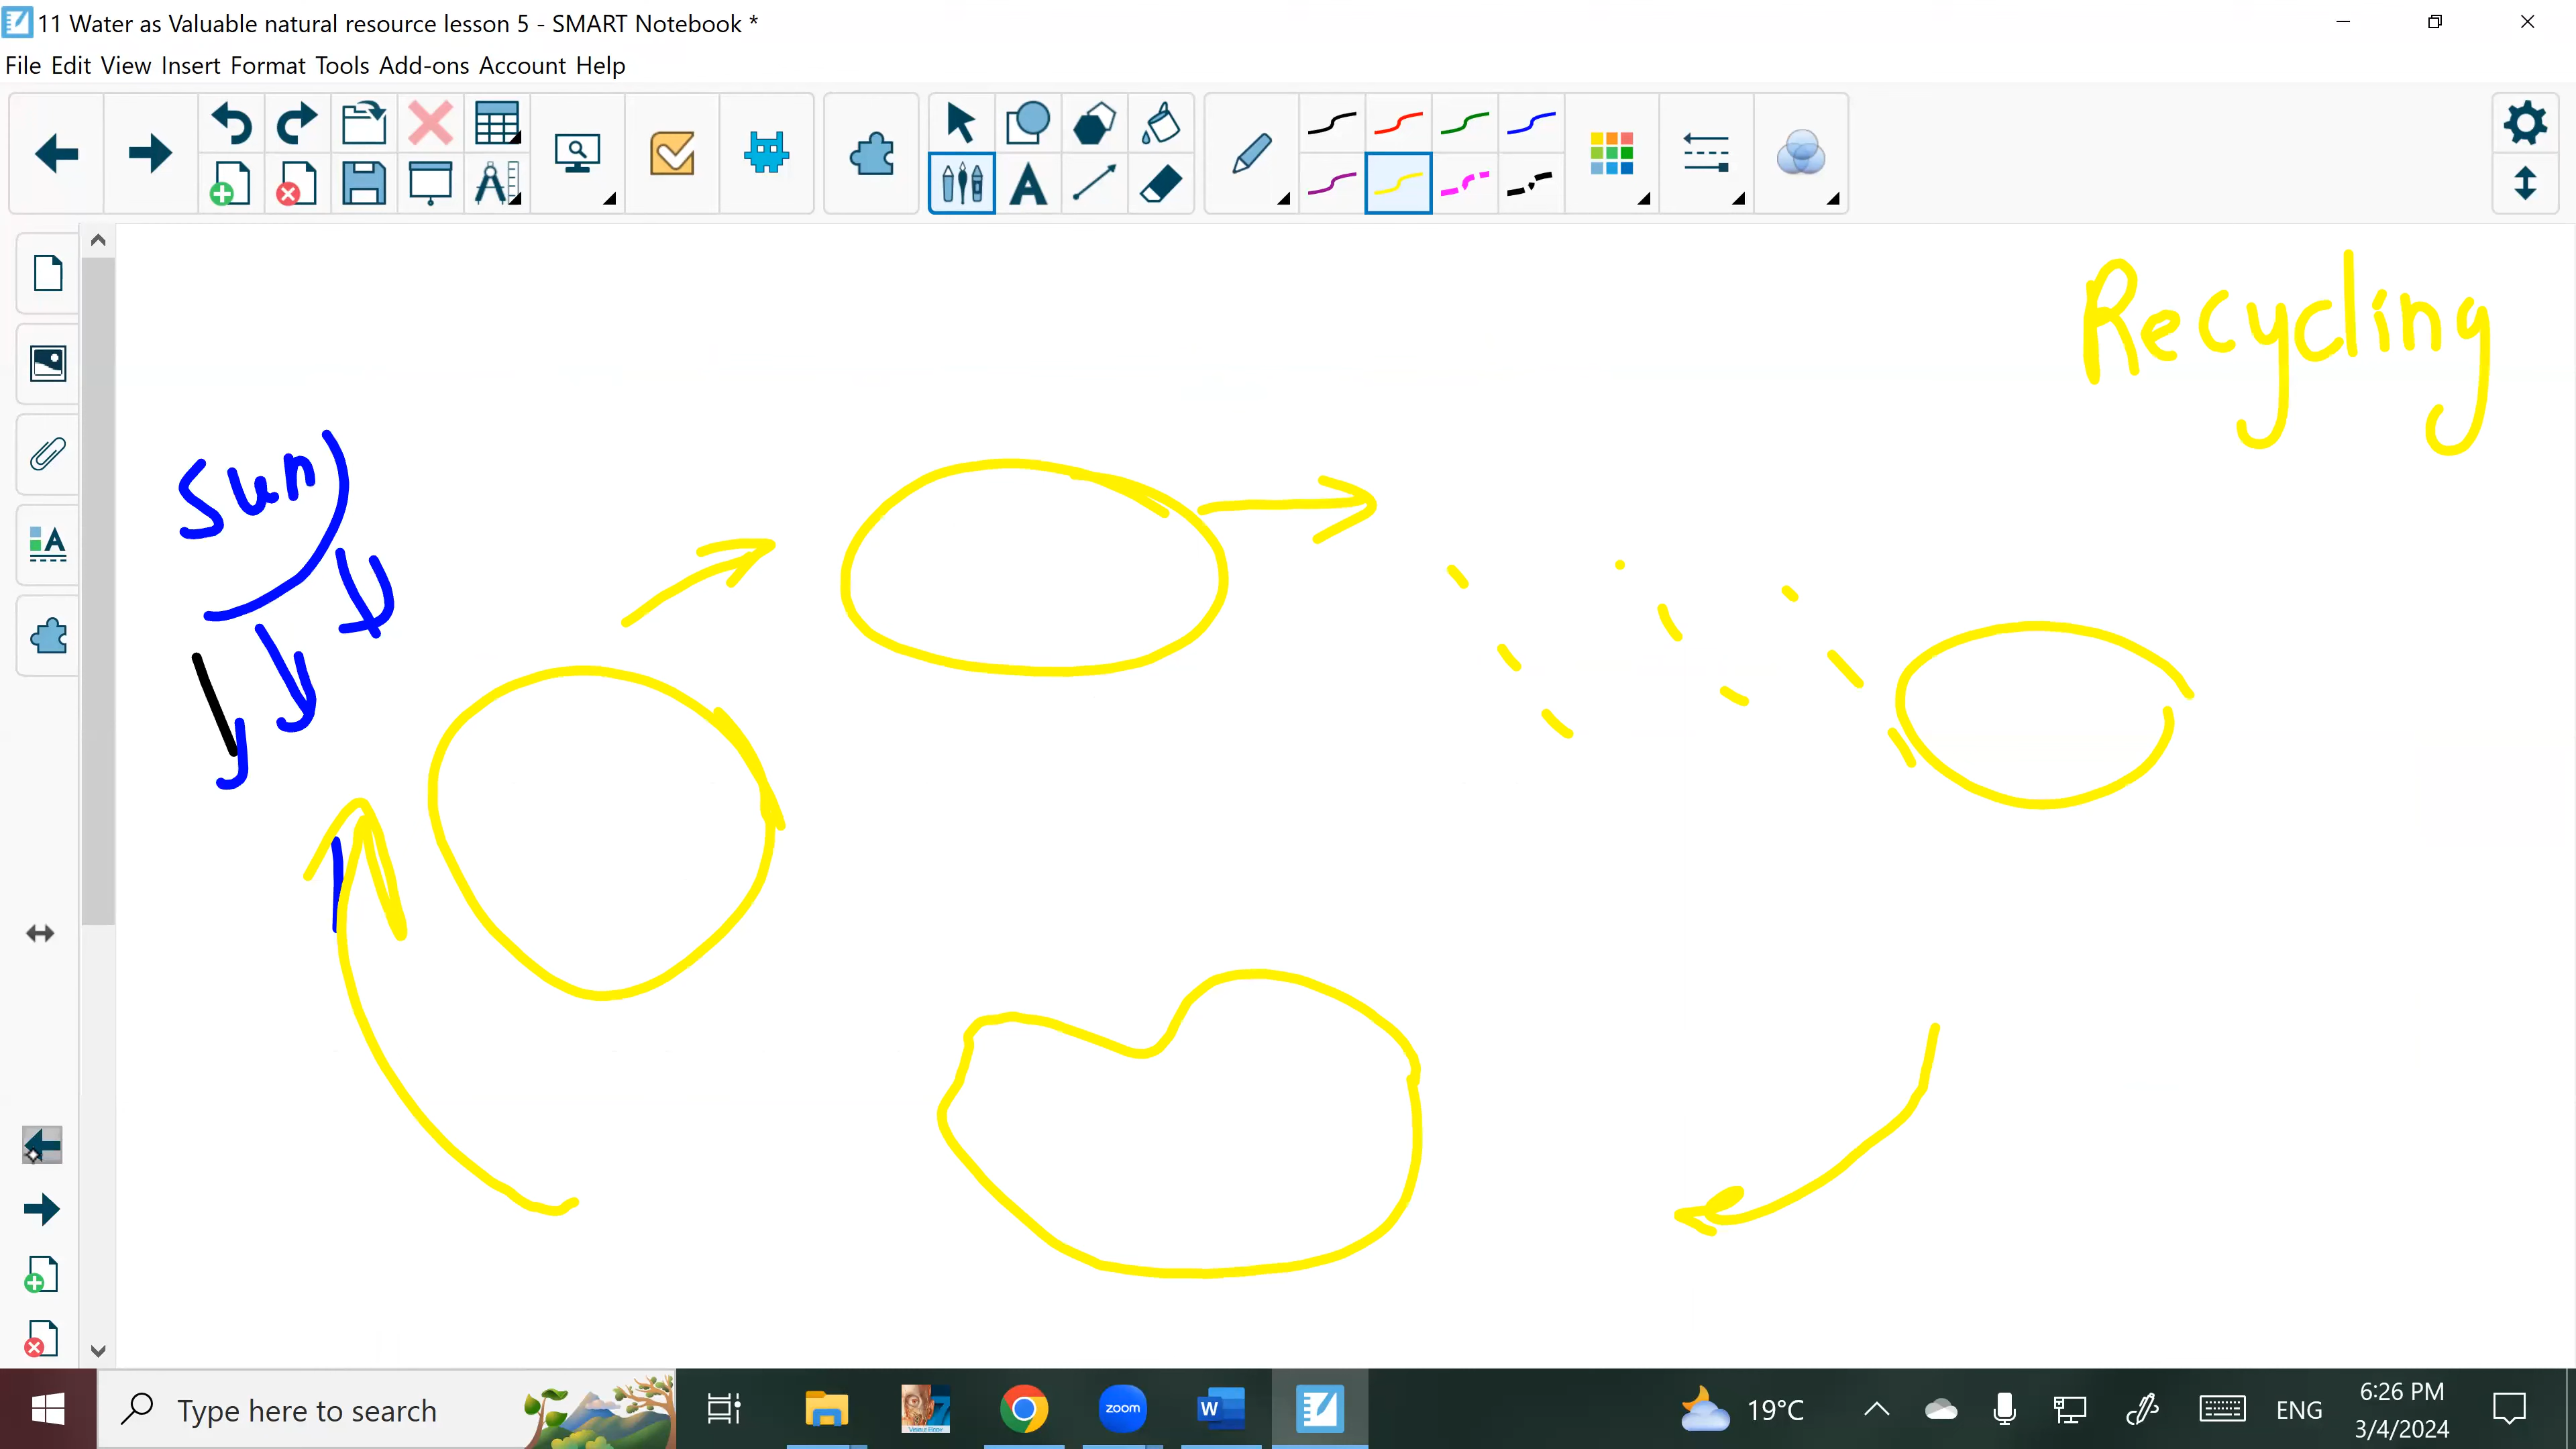 11 Water as Valuable natural resource lesson 5 - SMART Notebook *
File Edit View Insert Format Tools Add-ons Account Help
Recycling
Sun
Type here to search
zoom
W
19°C
ENG
6:26 PM
3/4/2024